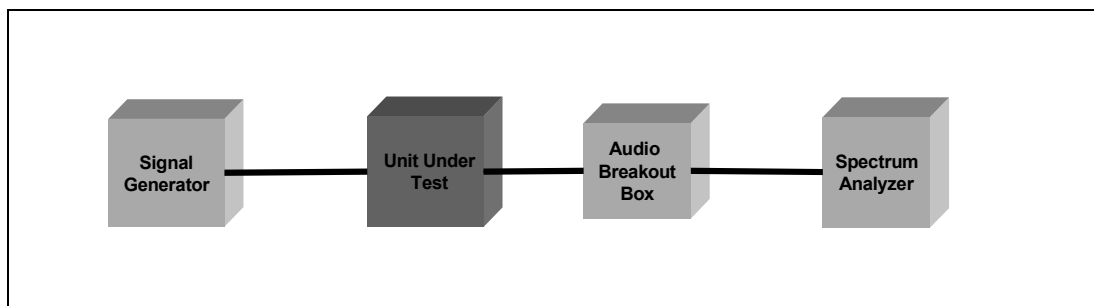 Signal
Generator
Unit Under
Test
Audio
Breakout
Box
Spectrum
Analyzer